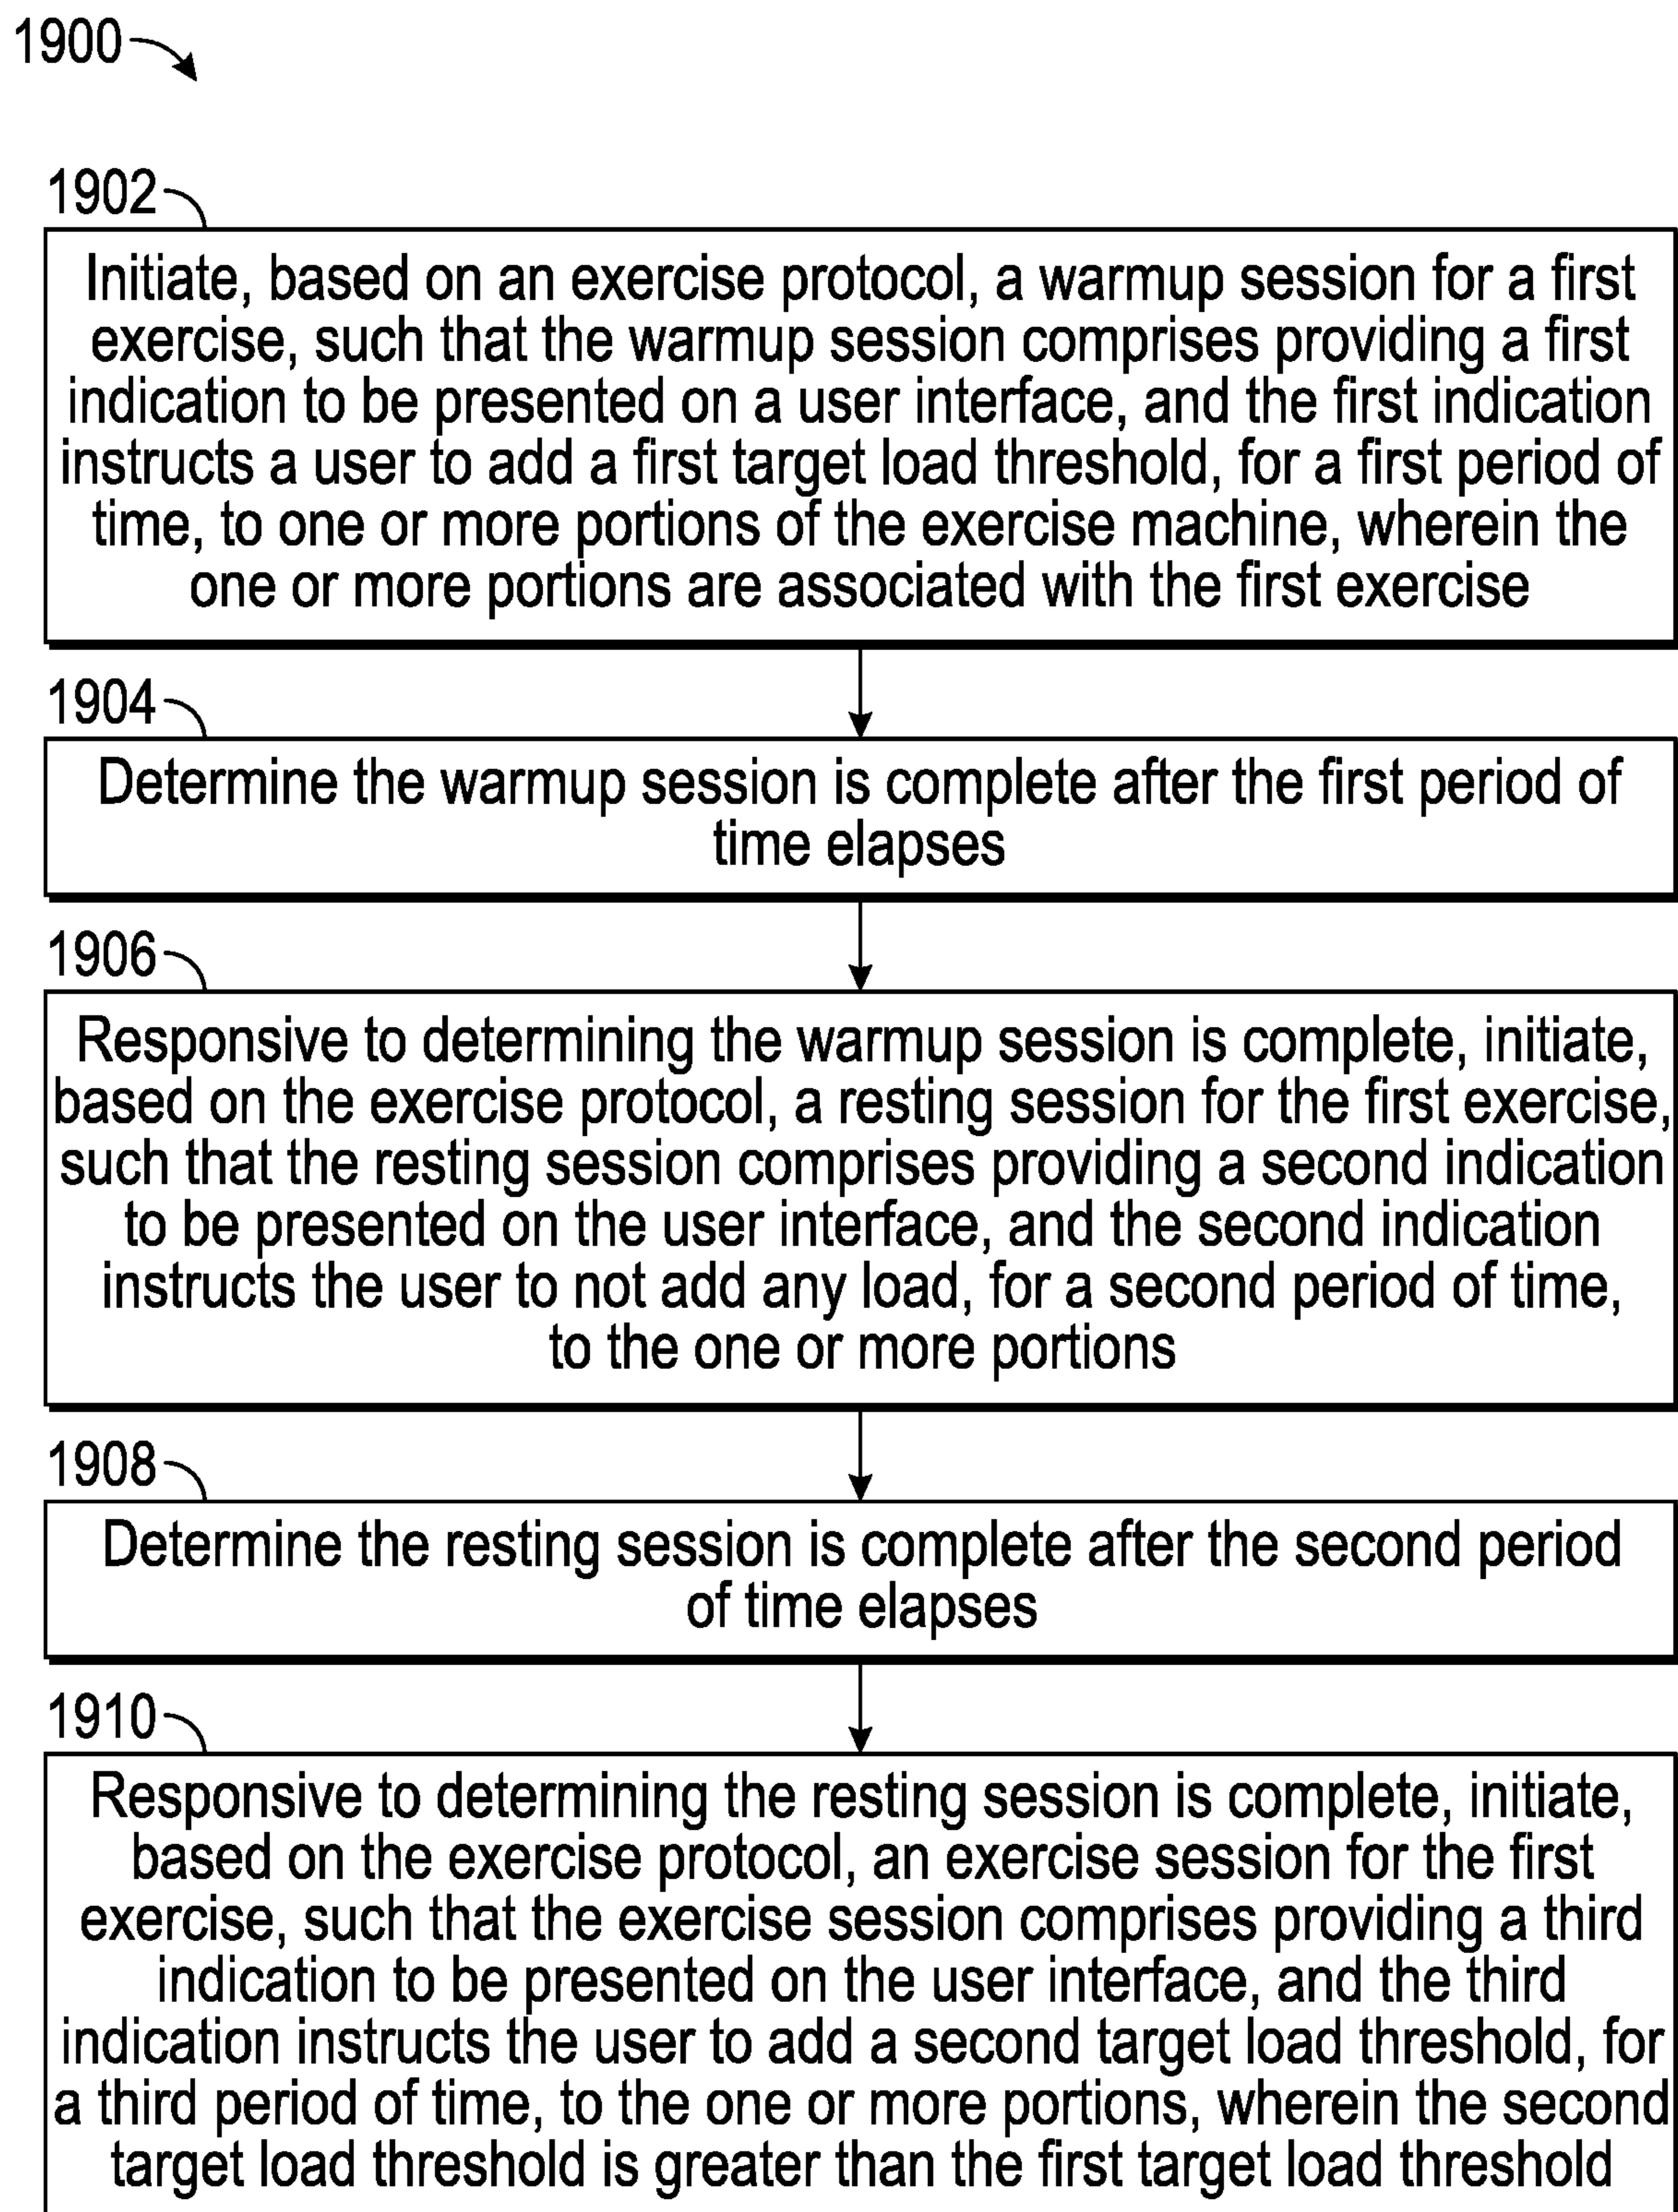 1900
1902
Initiate, based on an exercise protocol, a warmup session for a first
exercise, such that the warmup session comprises providing a first
indication to be presented on a user interface, and the first indication
instructs a user to add a first target load threshold, for a first period of
time, to one or more portions of the exercise machine, wherein the
one or more portions are associated with the first exercise
1904
Determine the warmup session is complete after the first period of
time elapses
1906
Responsive to determining the warmup session is complete, initiate,
based on the exercise protocol, a resting session for the first exercise,
such that the resting session comprises providing a second indication
to be presented on the user interface, and the second indication
instructs the user to not add any load, for a second period of time,
to the one or more portions
1908
Determine the resting session is complete after the second period
of time elapses
1910
Responsive to determining the resting session is complete, initiate,
based on the exercise protocol, an exercise session for the first
exercise, such that the exercise session comprises providing a third
indication to be presented on the user interface, and the third
indication instructs the user to add a second target load threshold, for
a third period of time, to the one or more portions, wherein the second
target load threshold is greater than the first target load threshold